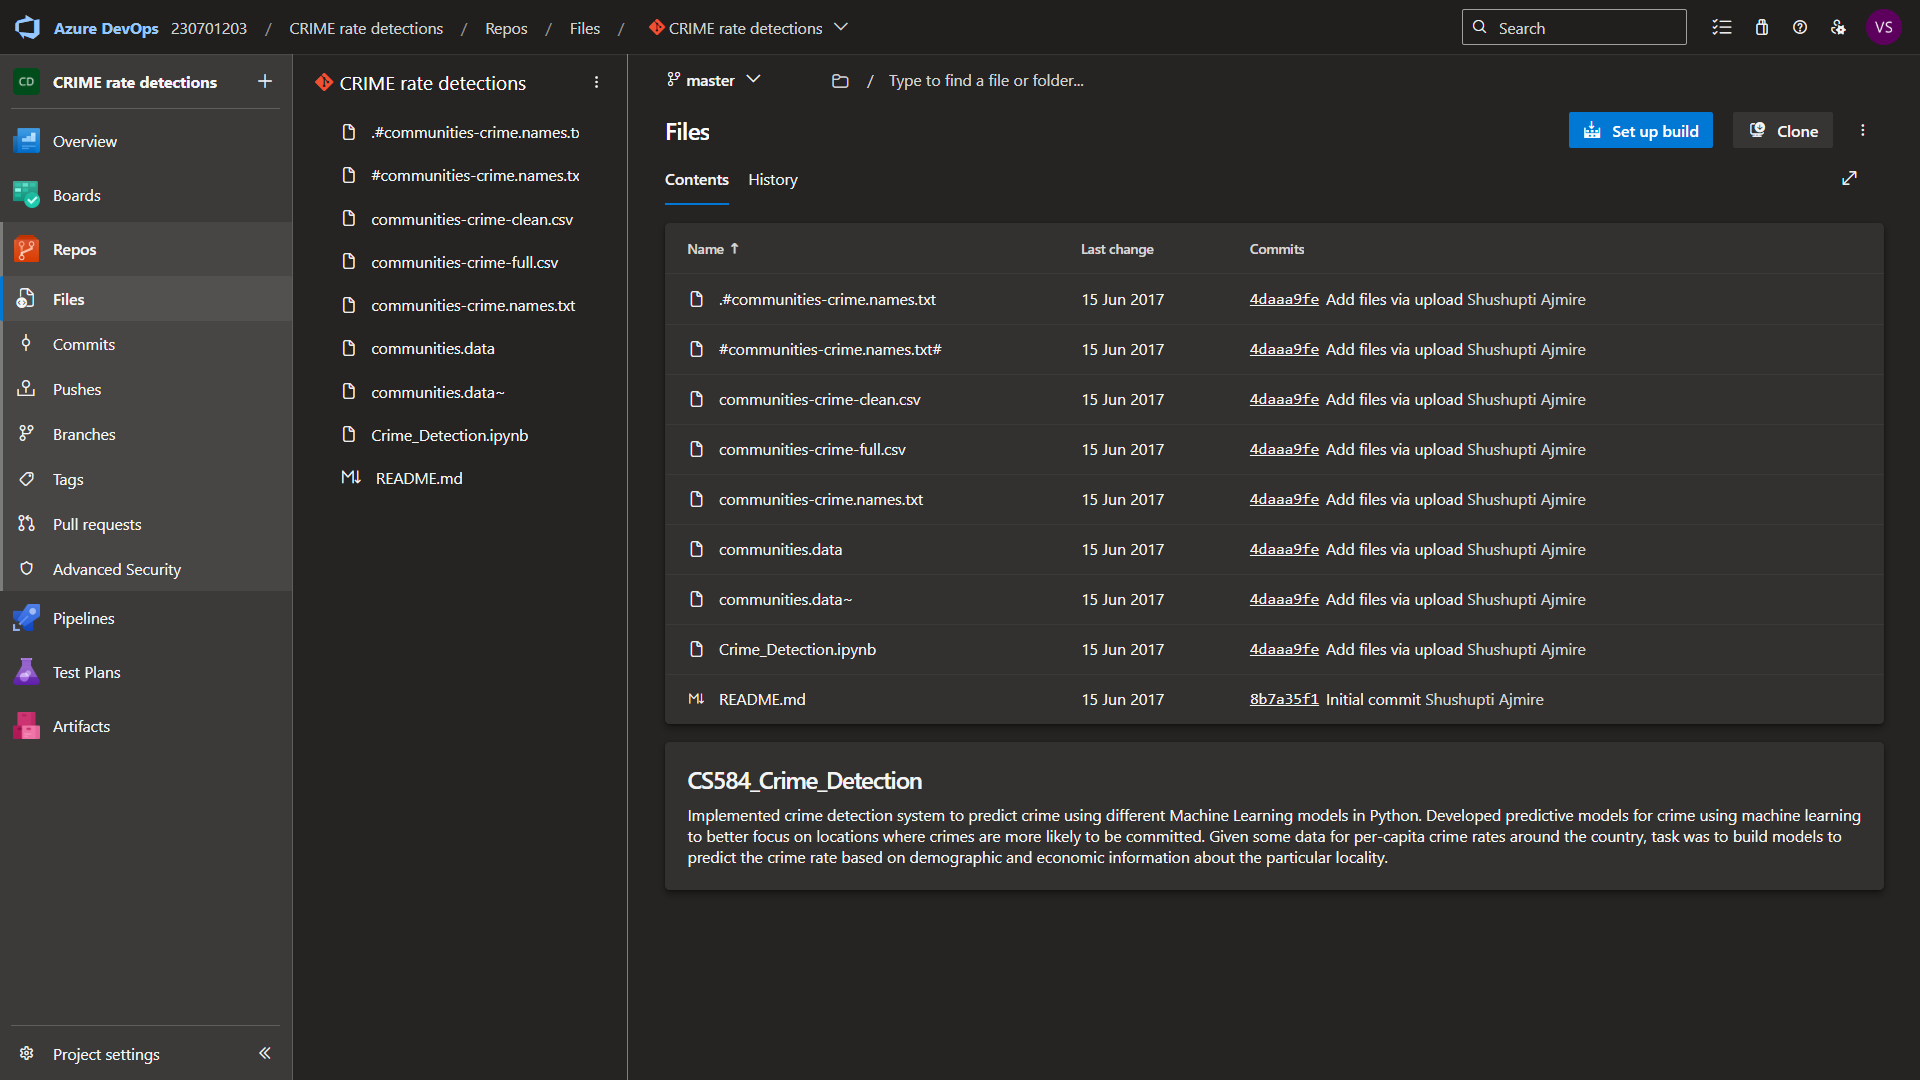 Azure DevOps 230701203 / CRIME rate detections / Repos / Files / CRIME rate detections
Search
VS
CD CRIME rate detections
Overview
Boards
Repos
Files
Commits
Pushes
Branches
Tags
Pull requests
Advanced Security
Pipelines
Test Plans
Artifacts
Project settings
CRIME rate detections
.#communities-crime.names.t
#communities-crime.names.tx
communities-crime-clean.csv
communities-crime-full.csv
communities-crime.names.txt
communities.data
communities.data~
Crime_Detection.ipynb
README.md
master
/ Type to find a file or folder...
Files
Set up build
Clone
Contents History
Name Last change Commits
.#communities-crime.names.txt 15 Jun 2017 4daaa9fe Add files via upload Shushupti Ajmire
#communities-crime.names.txt# 15 Jun 2017 4daaa9fe Add files via upload Shushupti Ajmire
communities-crime-clean.csv 15 Jun 2017 4daaa9fe Add files via upload Shushupti Ajmire
communities-crime-full.csv 15 Jun 2017 4daaa9fe Add files via upload Shushupti Ajmire
communities-crime.names.txt 15 Jun 2017 4daaa9fe Add files via upload Shushupti Ajmire
communities.data 15 Jun 2017 4daaa9fe Add files via upload Shushupti Ajmire
communities.data~ 15 Jun 2017 4daaa9fe Add files via upload Shushupti Ajmire
Crime_Detection.ipynb 15 Jun 2017 4daaa9fe Add files via upload Shushupti Ajmire
README.md 15 Jun 2017 8b7a35f1 Initial commit Shushupti Ajmire
CS584_Crime_Detection
Implemented crime detection system to predict crime using different Machine Learning models in Python. Developed predictive models for crime using machine learning
to better focus on locations where crimes are more likely to be committed. Given some data for per-capita crime rates around the country, task was to build models to
predict the crime rate based on demographic and economic information about the particular locality.